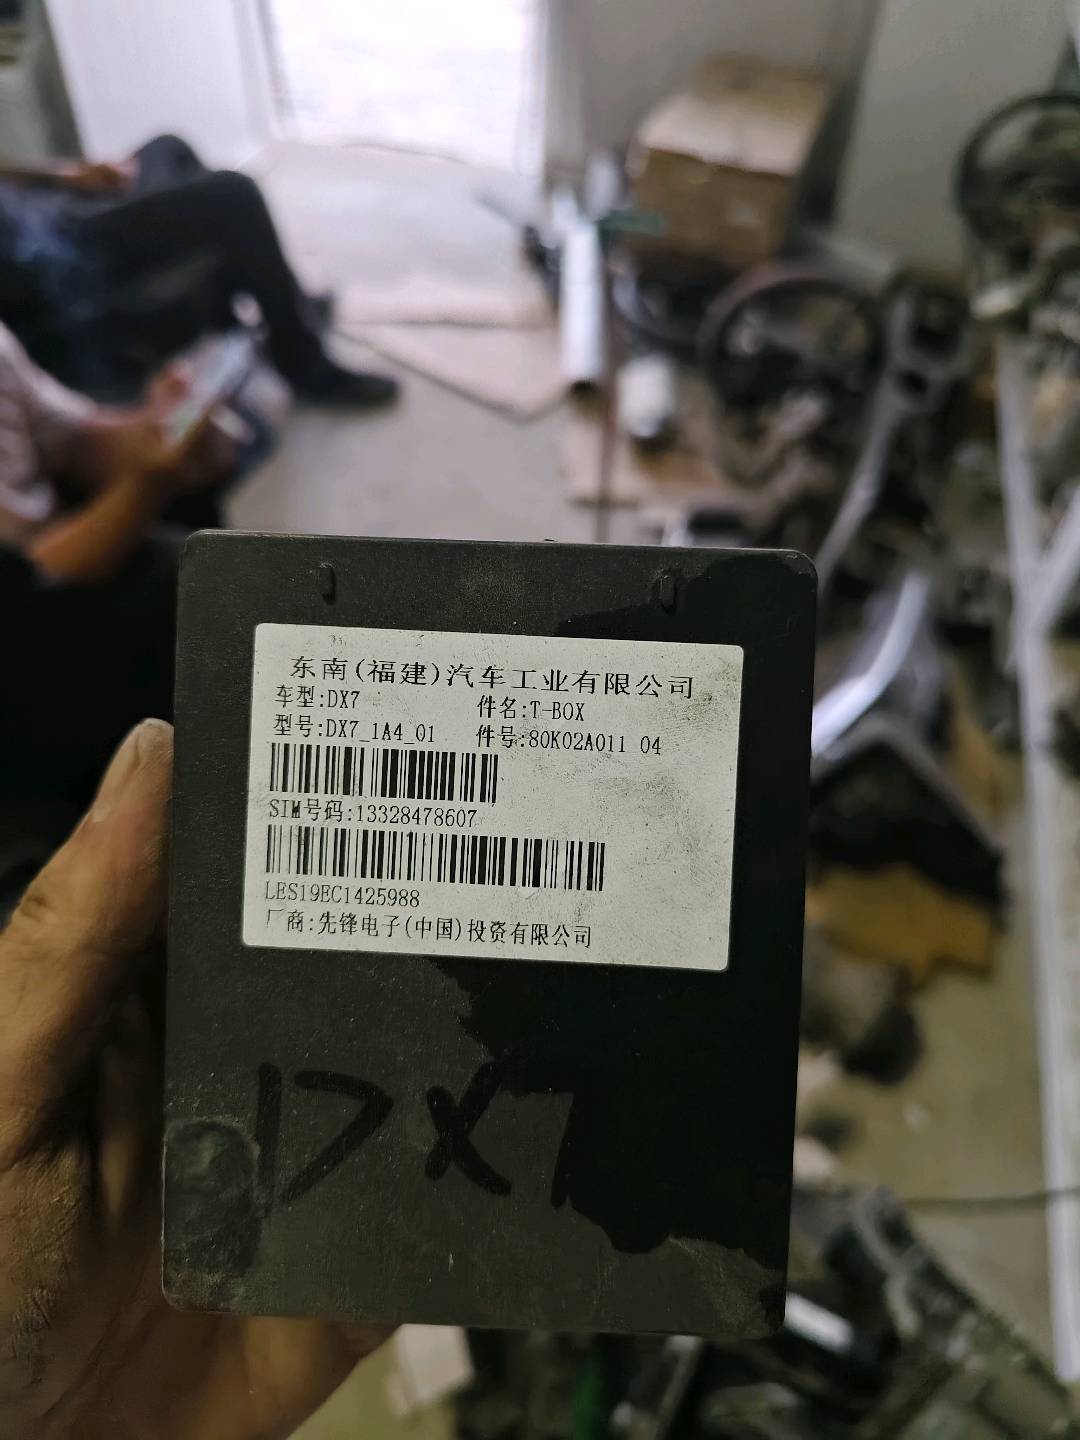 东南(福建)汽车工业有限公司
车型:DX7 件名:T-BOX
型号:DX7_1A4_01 件号:80K02A011 04
SIM号码:13328478607
LES19EC1425988
厂商:先锋电子(中国)投资有限公司
DX7